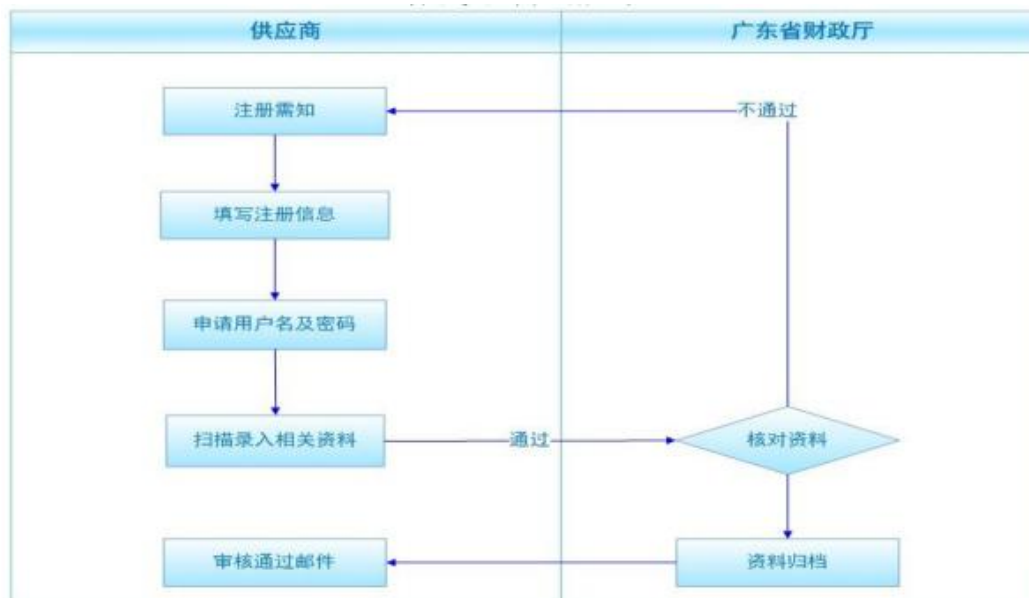 供应商
广东省财政厅
注册需知
不通过
填写注册信息
申请用户名及密码
扫描录入相关资料
通过
核对资料
审核通过邮件
资料归档